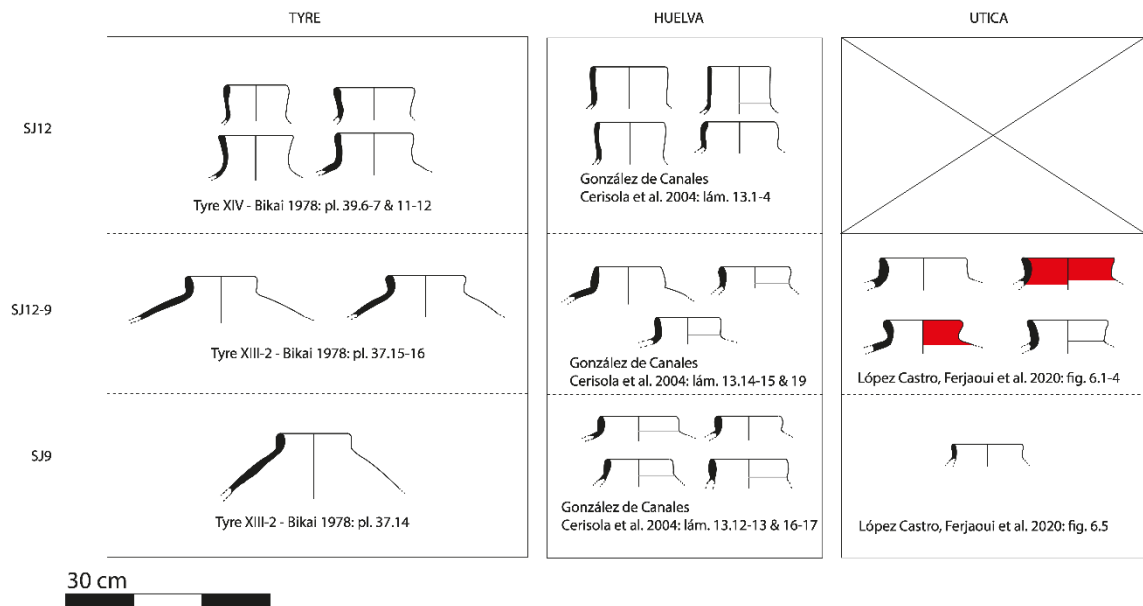 TYRE
HUELVA
UTICA
SJ12
Tyre XIV - Bikai 1978: pl. 39.6-7 & 11-12
González de Canales
Cerisola et al. 2004: lám. 13.1-4
SJ12-9
Tyre XIII-2 - Bikai 1978: pl. 37.15-16
González de Canales
Cerisola et al. 2004: lám. 13.14-15 & 19
López Castro, Ferjaoui et al. 2020: fig. 6.1-4
SJ9
Tyre XIII-2 - Bikai 1978: pl. 37.14
González de Canales
Cerisola et al. 2004: lám. 13.12-13 & 16-17
López Castro, Ferjaoui et al. 2020: fig. 6.5
30 cm